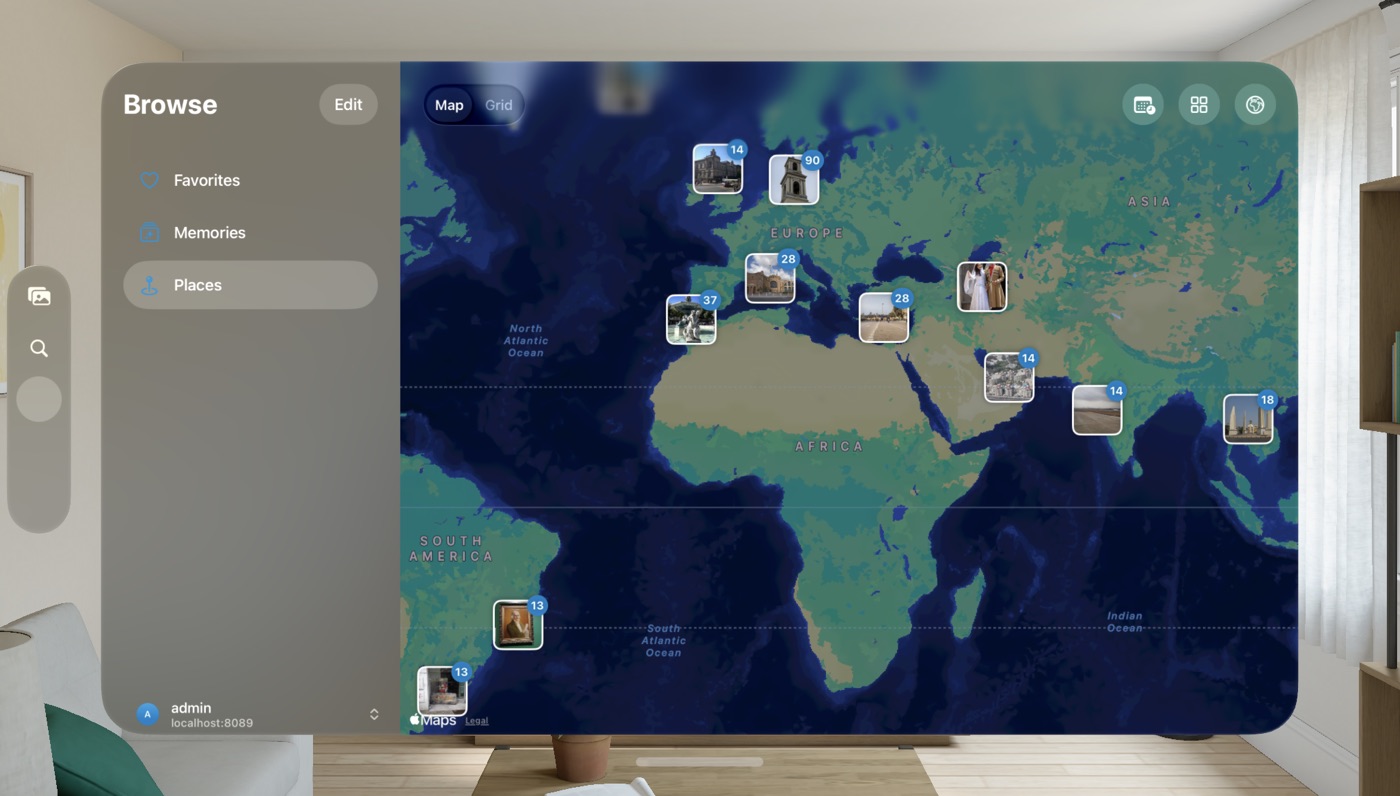 Browse
Edit
Favorites
Memories
Places
A
admin
localhost:8089
Map
Grid
14
90
ASIA
EUROPE
28
37
28
North
Atlantic
Ocean
14
14
18
AFRICA
SOUTH
AMERICA
13
South
Atlantic
Ocean
Indian
Ocean
13
Maps
Legal